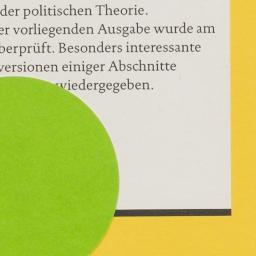 der politischen Theorie.
er vorliegenden Ausgabe wurde am
berprüft. Besonders interessante
versionen einiger Abschnitte
wiedergegeben.